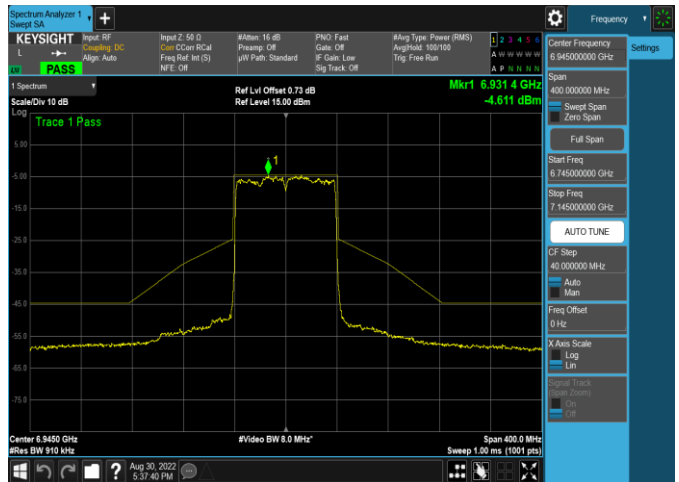 Spectrum Analyzer 1
Swept SA
+
Frequency
KEYSIGHT
L
LV
PASS
Input: RF
Coupling: DC
Align: Auto
Input Z: 50 Ω
Corr CCorr RCal
Freq Ref: Int (S)
NFE: Off
#Atten: 16 dB
Preamp: Off
µW Path: Standard
PNO: Fast
Gate: Off
IF Gain: Low
Sig Track: Off
#Avg Type: Power (RMS)
Avg|Hold: 100/100
Trig: Free Run
1 2 3 4 5 6
A W W W W W
A P N N N N
1 Spectrum
Scale/Div 10 dB
Log
Ref Lvl Offset 0.73 dB
Ref Level 15.00 dBm
Mkr1 6.931 4 GHz
-4.611 dBm
Trace 1 Pass
1
5.00
-5.00
-15.0
-25.0
-35.0
-45.0
-55.0
-65.0
-75.0
Center 6.9450 GHz
#Res BW 910 kHz
#Video BW 8.0 MHz*
Span 400.0 MHz
Sweep 1.00 ms (1001 pts)
?
Aug 30, 2022
5:37:40 PM
Center Frequency
6.945000000 GHz
Settings
Span
400.000000 MHz
Swept Span
Zero Span
Full Span
Start Freq
6.745000000 GHz
Stop Freq
7.145000000 GHz
AUTO TUNE
CF Step
40.000000 MHz
Auto
Man
Freq Offset
0 Hz
X Axis Scale
Log
Lin
Signal Track
(Span Zoom)
On
Off